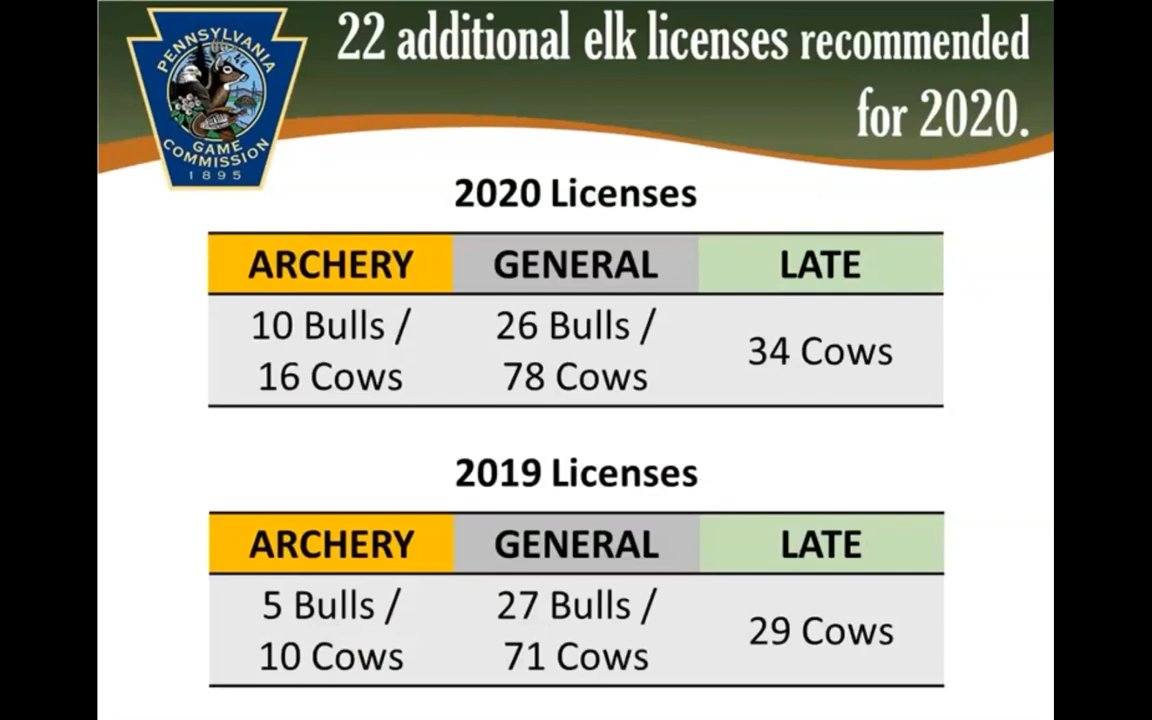 PENNSYLVANIA
GAME
COMMISSION
1895
22 additional elk licenses recommended
for 2020.
2020 Licenses
ARCHERY GENERAL LATE
10 Bulls / 26 Bulls /
34 Cows
16 Cows 78 Cows
2019 Licenses
ARCHERY GENERAL LATE
5 Bulls / 27 Bulls /
29 Cows
10 Cows 71 Cows